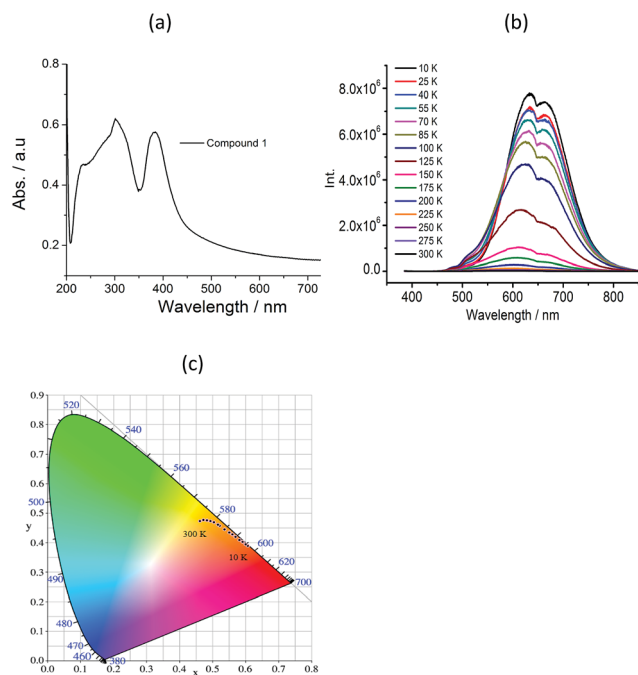 (a)
0.8
0.6
0.4
0.2
Abs. / a.u
Compound 1
200 300 400 500 600 700
Wavelength / nm
(b)
10 K
25 K
40 K
55 K
70 K
85 K
100 K
125 K
150 K
175 K
200 K
225 K
250 K
275 K
300 K
8.0x10⁶
6.0x10⁶
4.0x10⁶
2.0x10⁶
0.0
Int.
400 500 600 700 800
Wavelength / nm
(c)
0.9
0.8
0.7
0.6
0.5
0.4
0.3
0.2
0.1
0.0
y
520
540
560
580
600
620
700
500
490
480
470
460
380
300 K
10 K
0.0 0.1 0.2 0.3 0.4 0.5 0.6 0.7 0.8
x